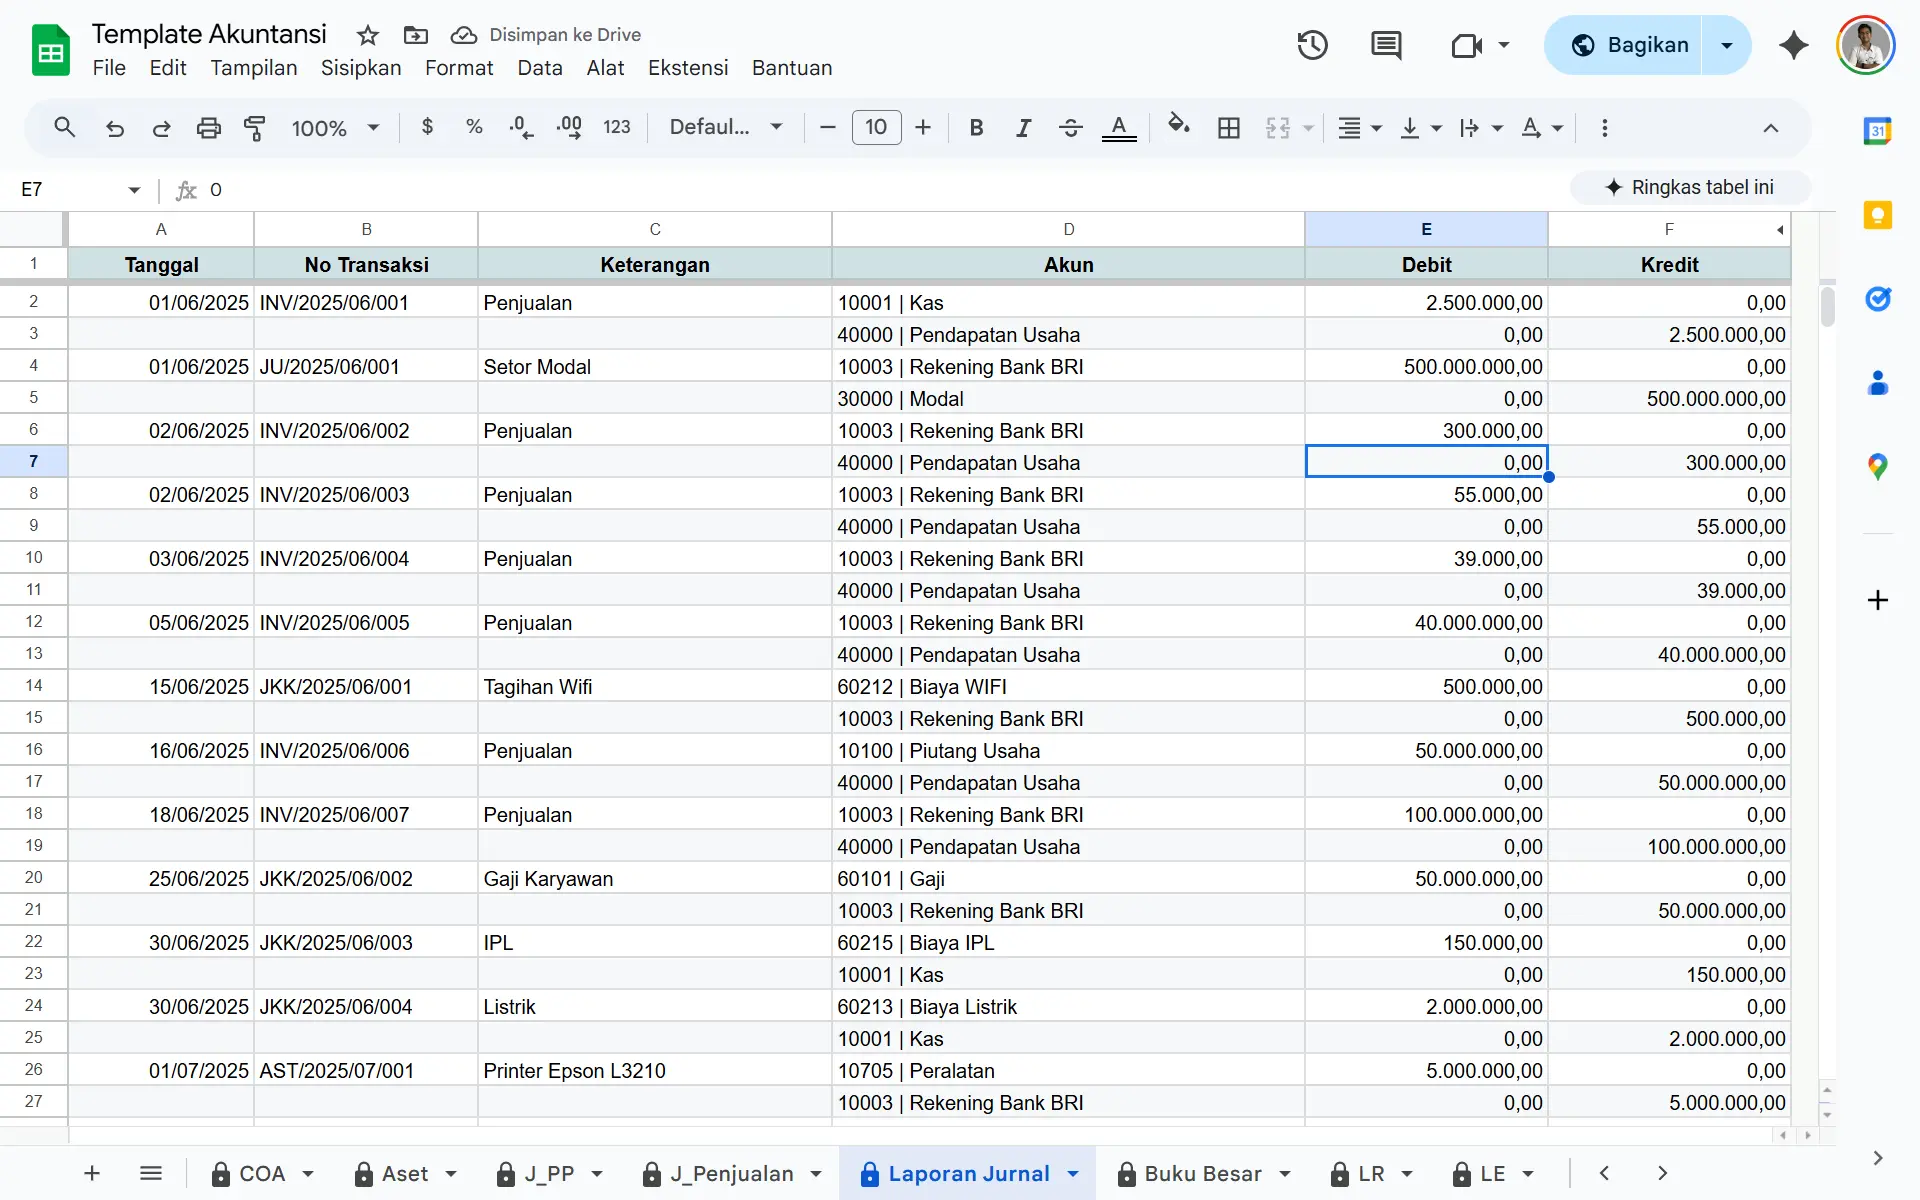 Template Akuntansi Disimpan ke Drive
File Edit Tampilan Sisipkan Format Data Alat Ekstensi Bantuan
Bagikan
100% $ % .0 .00 123 Defaul... 10 B I A A
E7 fx 0 Ringkas tabel ini
31
A B C D E F
1 Tanggal No Transaksi Keterangan Akun Debit Kredit
2 01/06/2025 INV/2025/06/001 Penjualan 10001 | Kas 2.500.000,00 0,00
3 40000 | Pendapatan Usaha 0,00 2.500.000,00
4 01/06/2025 JU/2025/06/001 Setor Modal 10003 | Rekening Bank BRI 500.000.000,00 0,00
5 30000 | Modal 0,00 500.000.000,00
6 02/06/2025 INV/2025/06/002 Penjualan 10003 | Rekening Bank BRI 300.000,00 0,00
7 40000 | Pendapatan Usaha 0,00 300.000,00
8 02/06/2025 INV/2025/06/003 Penjualan 10003 | Rekening Bank BRI 55.000,00 0,00
9 40000 | Pendapatan Usaha 0,00 55.000,00
10 03/06/2025 INV/2025/06/004 Penjualan 10003 | Rekening Bank BRI 39.000,00 0,00
11 40000 | Pendapatan Usaha 0,00 39.000,00
12 05/06/2025 INV/2025/06/005 Penjualan 10003 | Rekening Bank BRI 40.000.000,00 0,00
13 40000 | Pendapatan Usaha 0,00 40.000.000,00
14 15/06/2025 JKK/2025/06/001 Tagihan Wifi 60212 | Biaya WIFI 500.000,00 0,00
15 10003 | Rekening Bank BRI 0,00 500.000,00
16 16/06/2025 INV/2025/06/006 Penjualan 10100 | Piutang Usaha 50.000.000,00 0,00
17 40000 | Pendapatan Usaha 0,00 50.000.000,00
18 18/06/2025 INV/2025/06/007 Penjualan 10003 | Rekening Bank BRI 100.000.000,00 0,00
19 40000 | Pendapatan Usaha 0,00 100.000.000,00
20 25/06/2025 JKK/2025/06/002 Gaji Karyawan 60101 | Gaji 50.000.000,00 0,00
21 10003 | Rekening Bank BRI 0,00 50.000.000,00
22 30/06/2025 JKK/2025/06/003 IPL 60215 | Biaya IPL 150.000,00 0,00
23 10001 | Kas 0,00 150.000,00
24 30/06/2025 JKK/2025/06/004 Listrik 60213 | Biaya Listrik 2.000.000,00 0,00
25 10001 | Kas 0,00 2.000.000,00
26 01/07/2025 AST/2025/07/001 Printer Epson L3210 10705 | Peralatan 5.000.000,00 0,00
27 10003 | Rekening Bank BRI 0,00 5.000.000,00
COA Aset J_PP J_Penjualan Laporan Jurnal Buku Besar LR LE